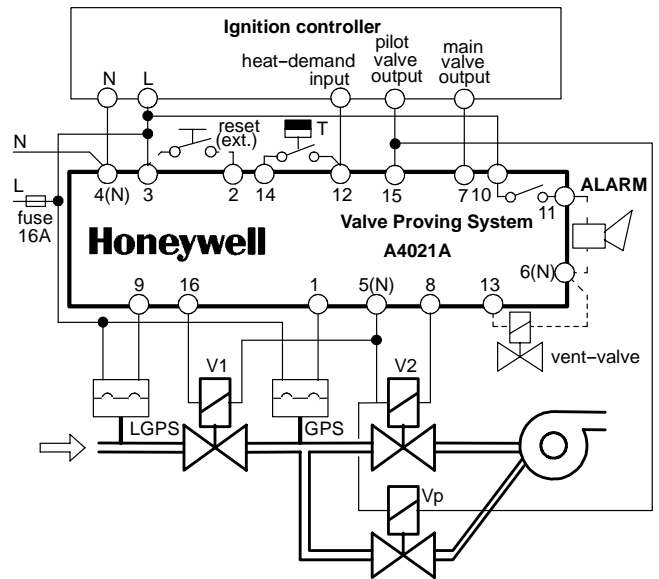 Ignition controller
N
L
heat-demand
input
pilot
valve
output
main
valve
output
N
reset
(ext.)
T
L
fuse
16A
4(N)
3
2
14
12
15
7
10
11
ALARM
Honeywell
Valve Proving System
A4021A
6(N)
9
16
1
5(N)
8
13
V1
V2
vent-valve
LGPS
GPS
Vp